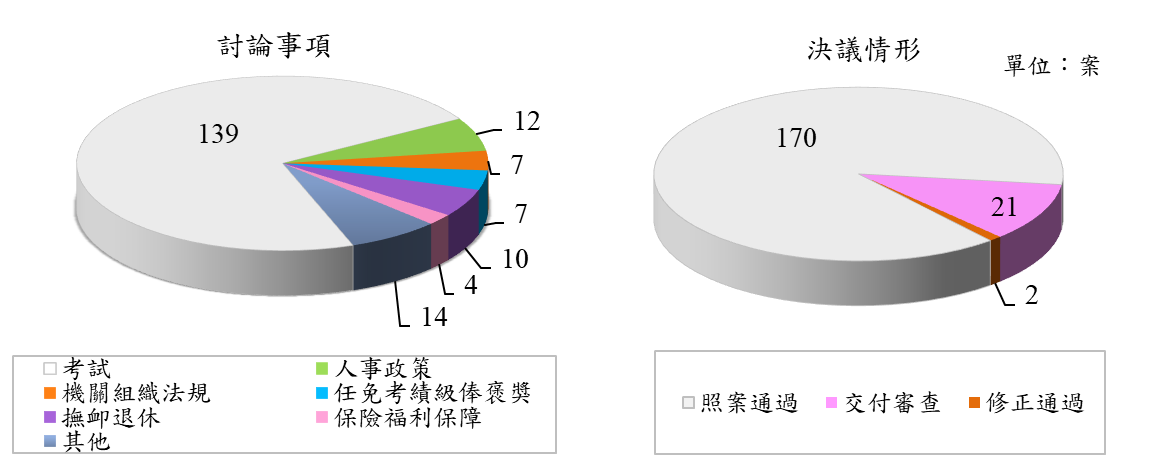 討論事項
139
12
7
7
10
4
14
考試
人事政策
機關組織法規
任免考績級俸褒獎
撫卹退休
保險福利保障
其他
決議情形
單位：案
170
21
2
照案通過
交付審查
修正通過